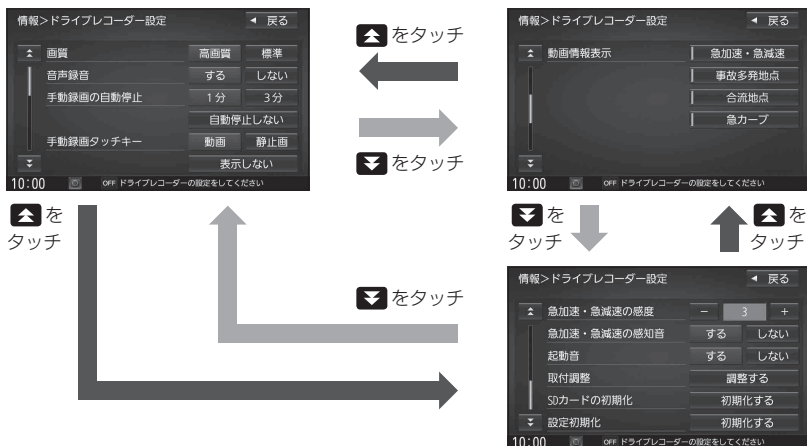 情報>ドライブレコーダー設定
◀ 戻る
画質 高画質 標準
音声録音 する しない
手動録画の自動停止 1分 3分
自動停止しない
手動録画タッチキー 動画 静止画
表示しない
10:00 OFF ドライブレコーダーの設定をしてください
をタッチ
をタッチ
情報>ドライブレコーダー設定
◀ 戻る
動画情報表示 急加速・急減速
事故多発地点
合流地点
急カーブ
10:00 OFF ドライブレコーダーの設定をしてください
を
タッチ
を
タッチ
を
タッチ
をタッチ
情報>ドライブレコーダー設定
◀ 戻る
急加速・急減速の感度 − 3 +
急加速・急減速の感知音 する しない
起動音 する しない
取付調整 調整する
SDカードの初期化 初期化する
設定初期化 初期化する
10:00 OFF ドライブレコーダーの設定をしてください